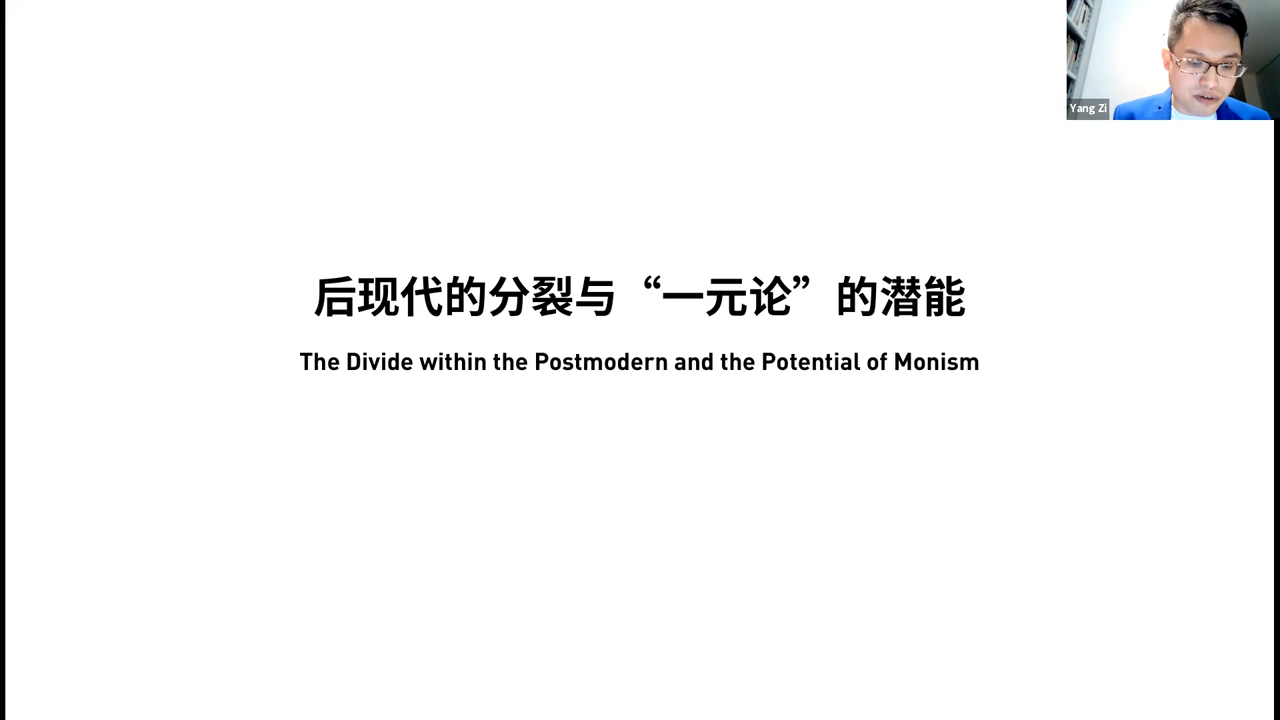 后现代的分裂与“一元论”的潜能
The Divide within the Postmodern and the Potential of Monism
Yang Zi